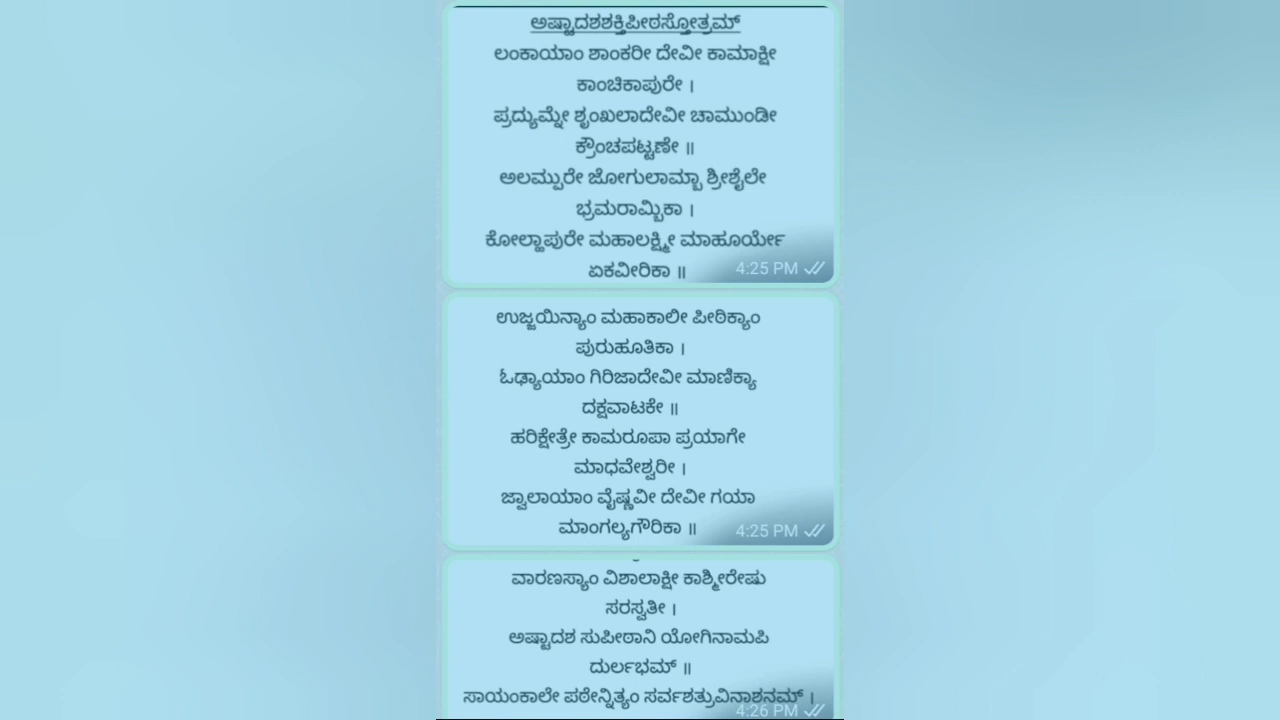 ಅಷ್ಟಾದಶಶಕ್ತಿಪೀಠಸ್ತೋತ್ರಮ್
ಲಂಕಾಯಾಂ ಶಾಂಕರೀ ದೇವೀ ಕಾಮಾಕ್ಷೀ
ಕಾಂಚಿಕಾಪುರೇ ।
ಪ್ರದ್ಯುಮ್ನೇ ಶೃಂಖಲಾದೇವೀ ಚಾಮುಂಡೀ
ಕ್ರೌಂಚಪಟ್ಟಣೇ ॥
ಅಲಮ್ಪುರೇ ಜೋಗುಲಾಮ್ಬಾ ಶ್ರೀಶೈಲೇ
ಭ್ರಮರಾಮ್ಬಿಕಾ ।
ಕೋಲ್ಹಾಪುರೇ ಮಹಾಲಕ್ಷ್ಮೀ ಮಾಹೂರ್ಯೇ
ಏಕವೀರಿಕಾ ॥
4:25 PM
ಉಜ್ಜಯಿನ್ಯಾಂ ಮಹಾಕಾಲೀ ಪೀಠಿಕ್ಯಾಂ
ಪುರುಹೂತಿಕಾ ।
ಓಢ್ಯಾಯಾಂ ಗಿರಿಜಾದೇವೀ ಮಾಣಿಕ್ಯಾ
ದಕ್ಷವಾಟಕೇ ॥
ಹರಿಕ್ಷೇತ್ರೇ ಕಾಮರೂಪಾ ಪ್ರಯಾಗೇ
ಮಾಧವೇಶ್ವರೀ ।
ಜ್ವಾಲಾಯಾಂ ವೈಷ್ಣವೀ ದೇವೀ ಗಯಾ
ಮಾಂಗಲ್ಯಗೌರಿಕಾ ॥
4:25 PM
ವಾರಣಸ್ಯಾಂ ವಿಶಾಲಾಕ್ಷೀ ಕಾಶ್ಮೀರೇಷು
ಸರಸ್ವತೀ ।
ಅಷ್ಟಾದಶ ಸುಪೀಠಾನಿ ಯೋಗಿನಾಮಪಿ
ದುರ್ಲಭಮ್ ॥
ಸಾಯಂಕಾಲೇ ಪಠೇನ್ನಿತ್ಯಂ ಸರ್ವಶತ್ರುವಿನಾಶನಮ್ ।
4:26 PM